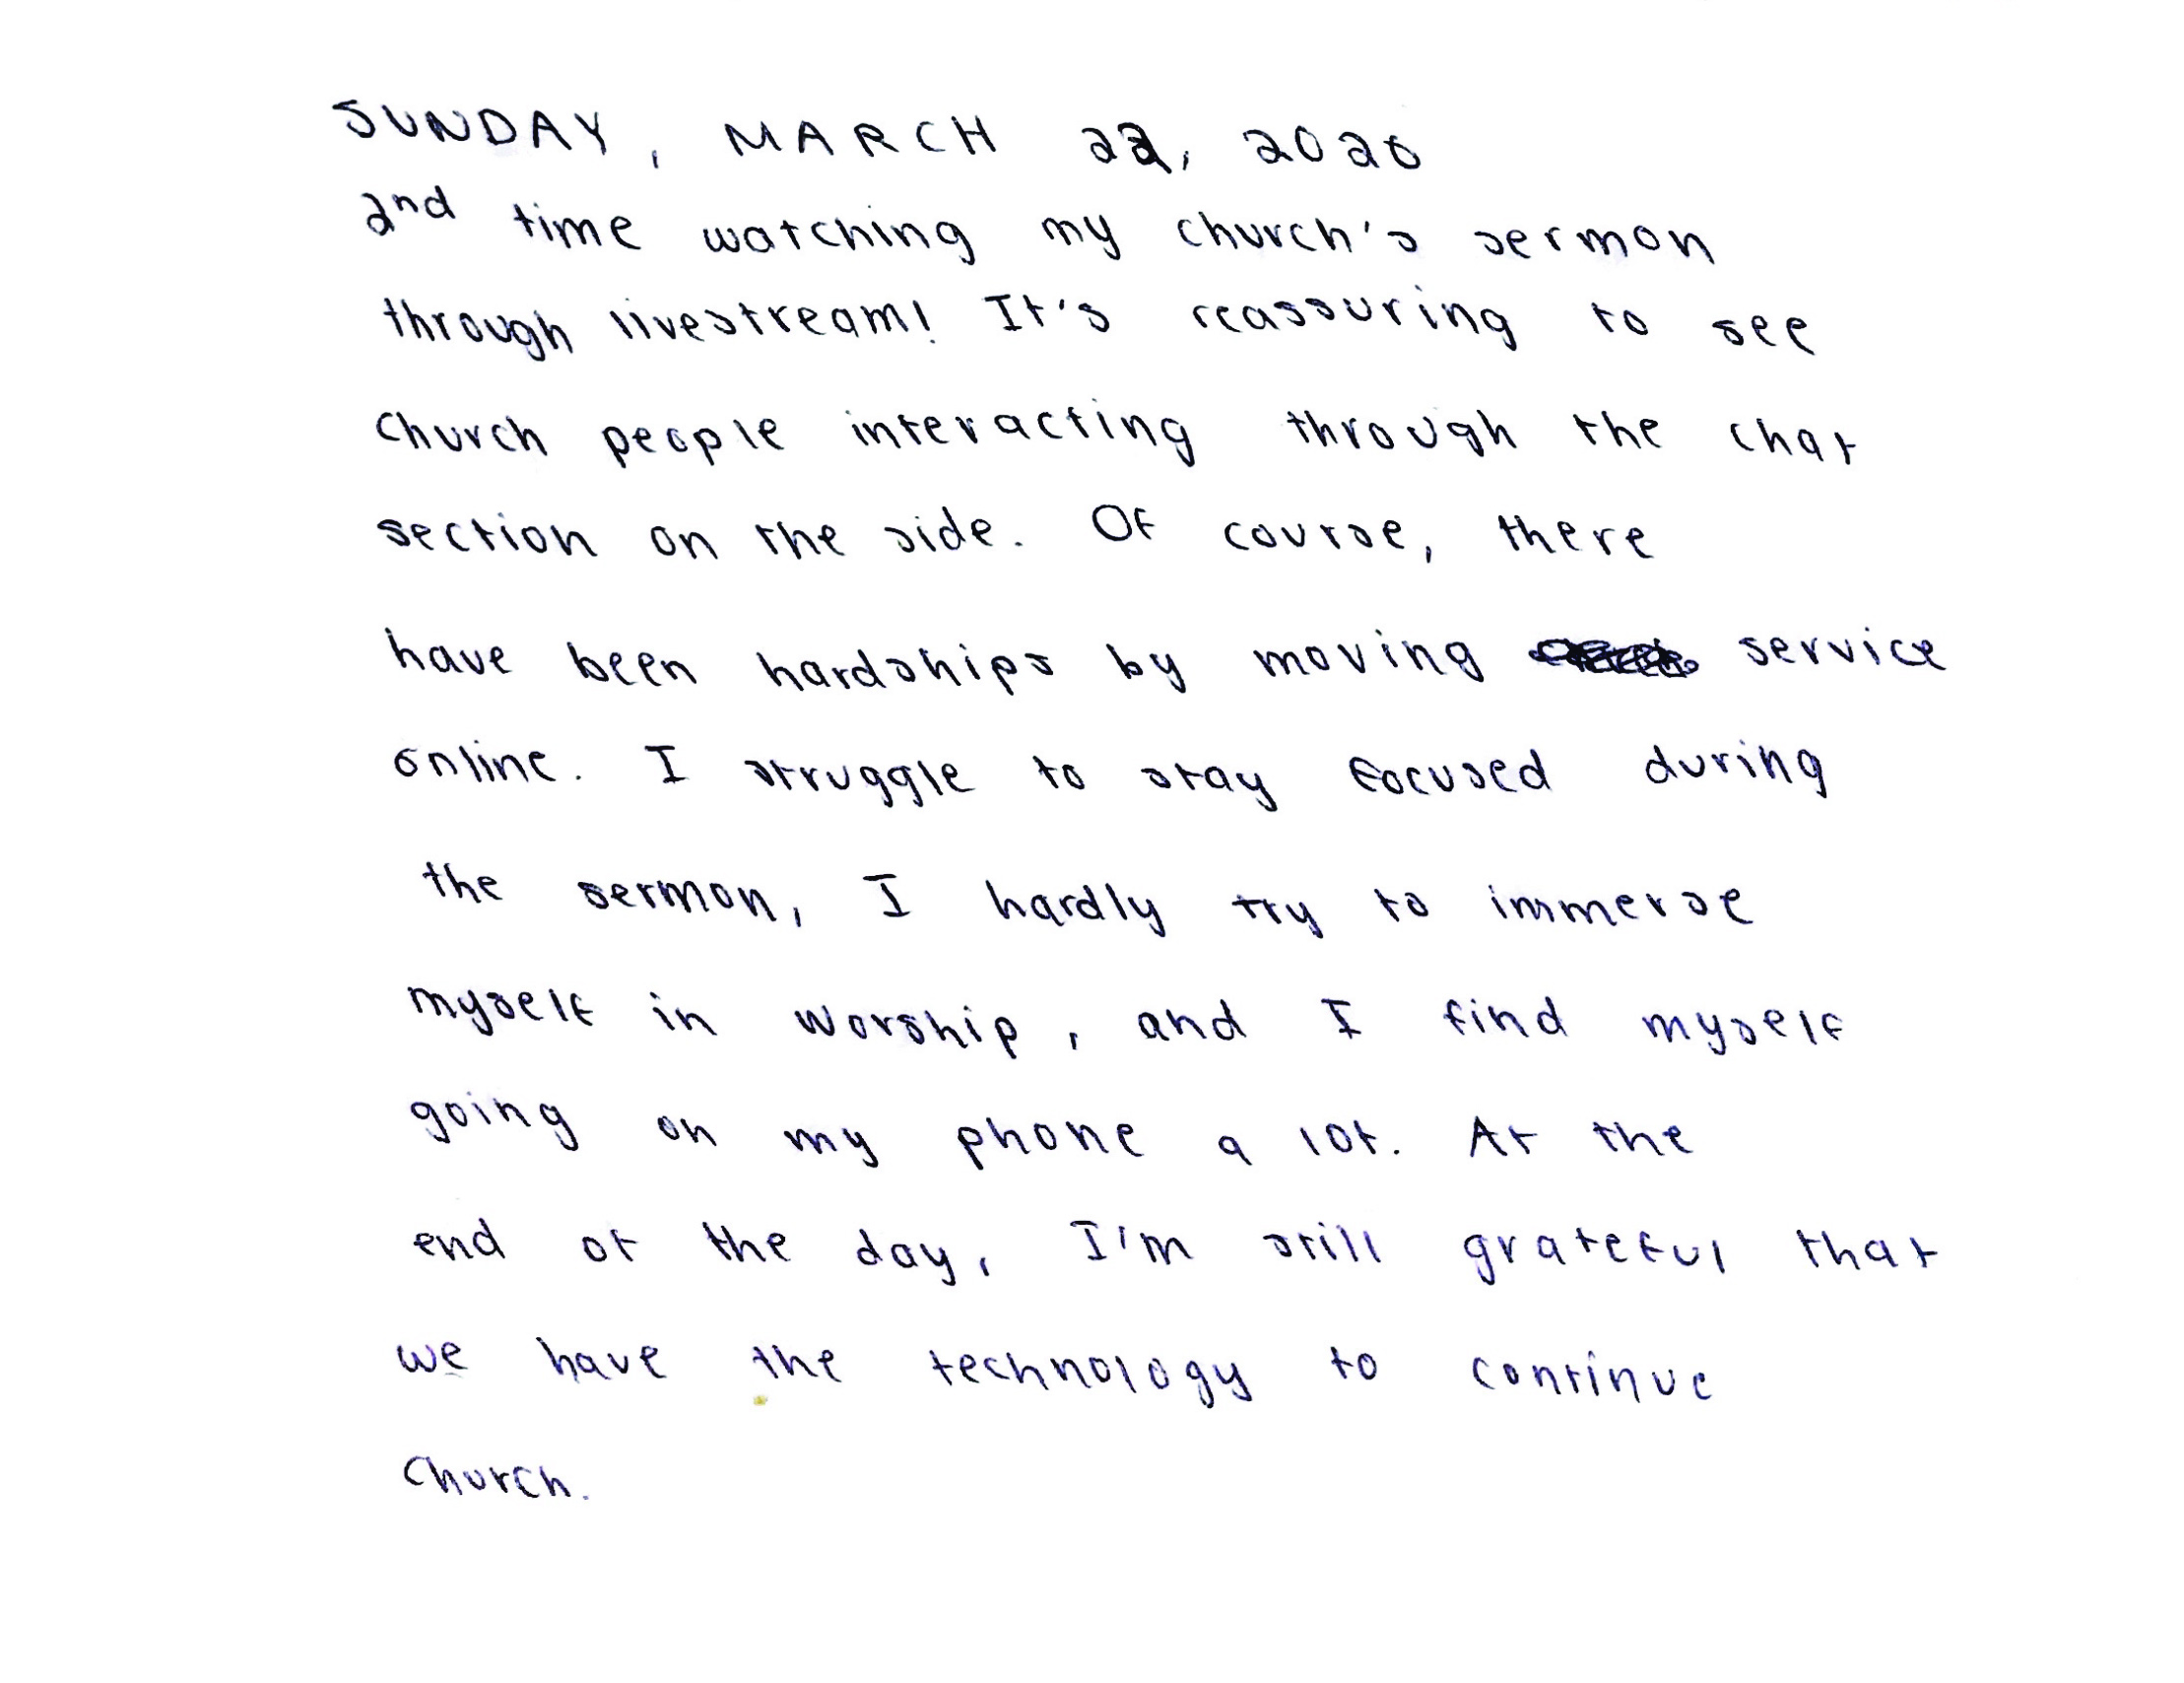 SUNDAY, MARCH 22, 2020
2nd time watching my church's sermon
through livestream! It's reassuring to see
church people interacting through the chat
section on the side. Of course, there
have been hardships by moving service
online. I struggle to stay focused during
the sermon, I hardly try to immerse
myself in worship, and I find myself
going on my phone a lot. At the
end of the day, I'm still grateful that
we have the technology to continue
church.